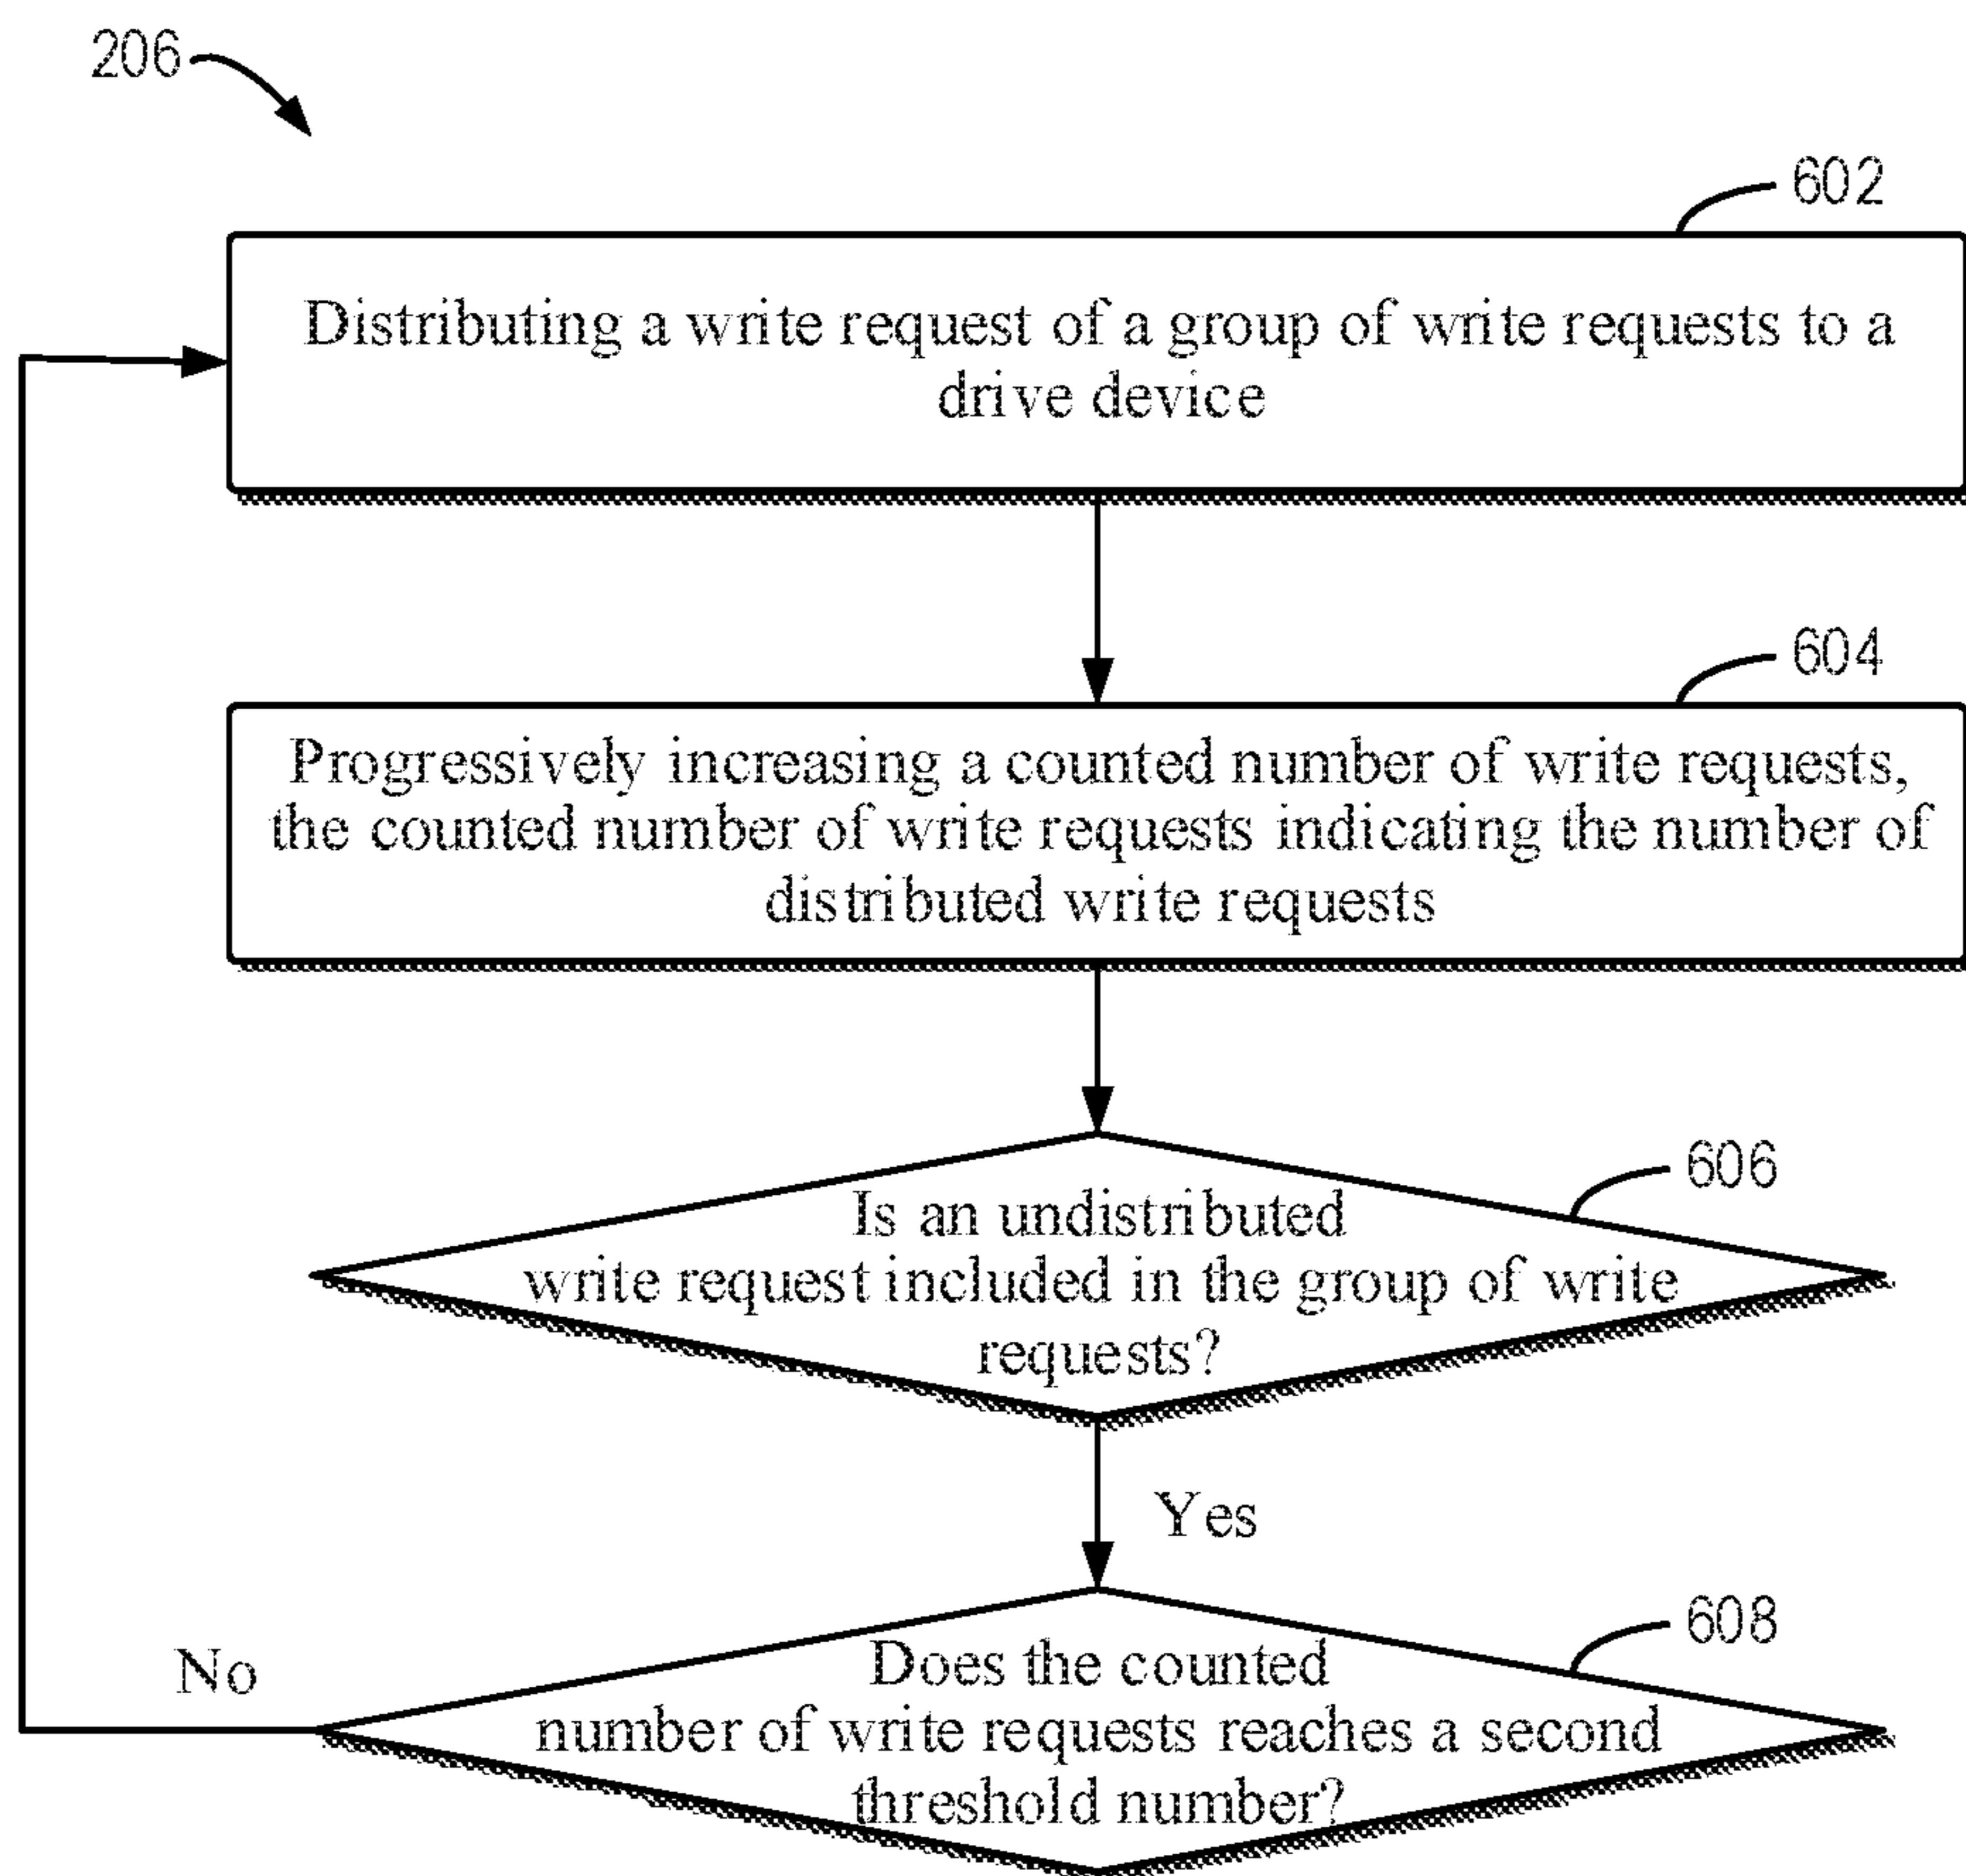 206
602
Distributing a write request of a group of write requests to a
drive device
604
Progressively increasing a counted number of write requests,
the counted number of write requests indicating the number of
distributed write requests
606
Is an undistributed
write request included in the group of write
requests?
Yes
608
No
Does the counted
number of write requests reaches a second
threshold number?